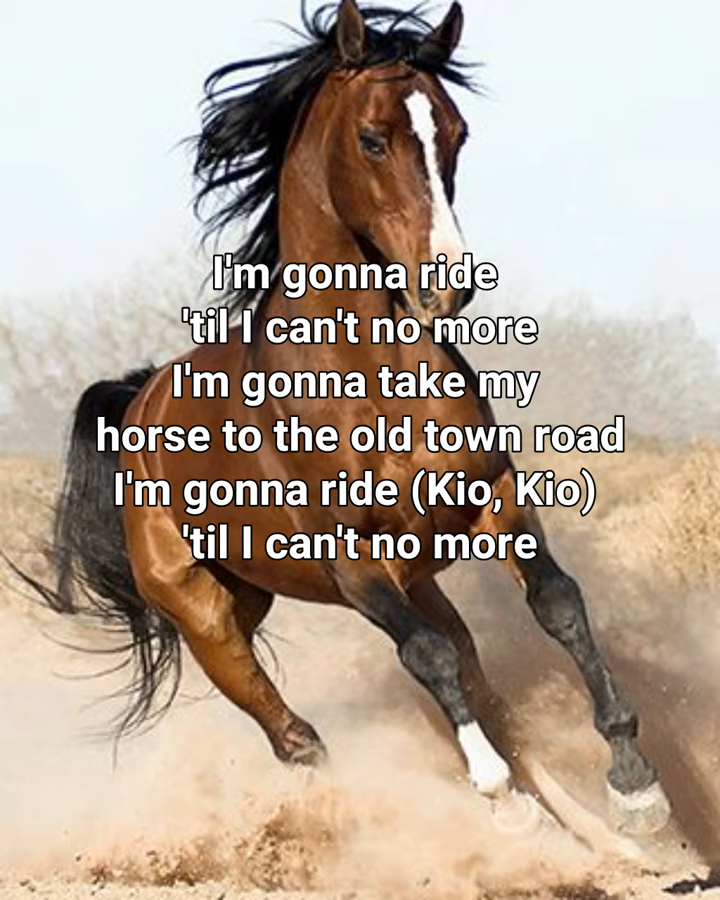 I'm gonna ride
'til I can't no more
I'm gonna take my
horse to the old town road
I'm gonna ride (Kio, Kio)
'til I can't no more